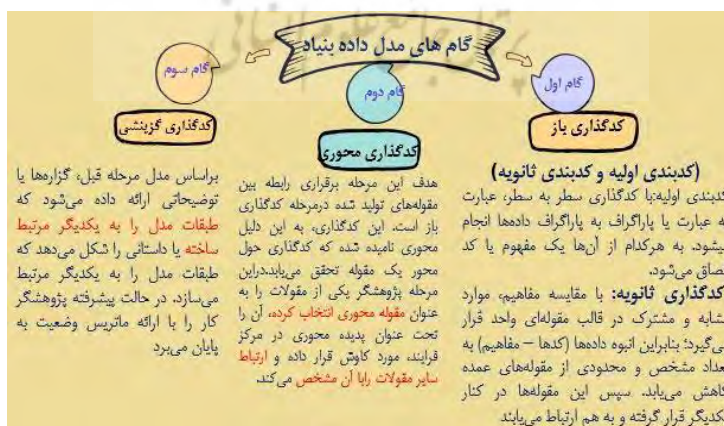 گام های مدل داده بنیاد
گام اول
کدگذاری باز
(کدبندی اولیه و کدبندی ثانویه)
کدبندی اولیه:با کدگذاری سطر به سطر، عبارت
به عبارت یا پاراگراف به پاراگراف داده‌ها انجام
میشود. به هرکدام از آن‌ها یک مفهوم یا کد
الصاق می‌شود.
کدگذاری ثانویه: با مقایسه مفاهیم، موارد
مشابه و مشترک در قالب مقوله‌ای واحد قرار
می‌گیرد؛ بنابراین انبوه داده‌ها (کدها – مفاهیم) به
تعداد مشخص و محدودی از مقوله‌های عمده
کاهش می‌یابد. سپس این مقوله‌ها در کنار
یکدیگر قرار گرفته و به هم ارتباط می‌یابند
گام دوم
کدگذاری محوری
هدف این مرحله برقراری رابطه بین
مقوله‌های تولید شده درمرحله کدگذاری
باز است. این کدگذاری، به این دلیل
محوری نامیده شده که کدگذاری حول
محور یک مقوله تحقق می‌یابد.دراین
مرحله پژوهشگر یکی از مقولات را به
عنوان مقوله محوری انتخاب کرده، آن را
تحت عنوان پدیده محوری در مرکز
فرایند، مورد کاوش قرار داده و ارتباط
سایر مقولات رابا آن مشخص می‌کند.
گام سوم
کدگذاری گزینشی
براساس مدل مرحله قبل، گزاره‌ها یا
توضیحاتی ارائه داده می‌شود که
طبقات مدل را به یکدیگر مرتبط
ساخته یا داستانی را شکل می‌دهد که
طبقات مدل را به یکدیگر مرتبط
می‌سازد. در حالت پیشرفته پژوهشگر
کار را با ارائه ماتریس وضعیت به
پایان می‌برد